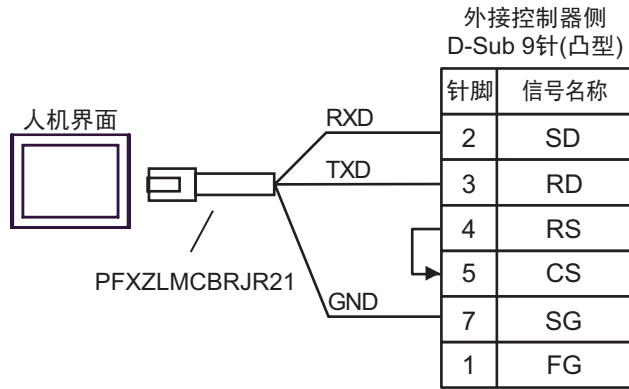 外接控制器侧
D-Sub 9针(凸型)
针脚 信号名称
人机界面
RXD
2 SD
TXD
3 RD
4 RS
5 CS
PFXZLMCBRJR21
GND
7 SG
1 FG